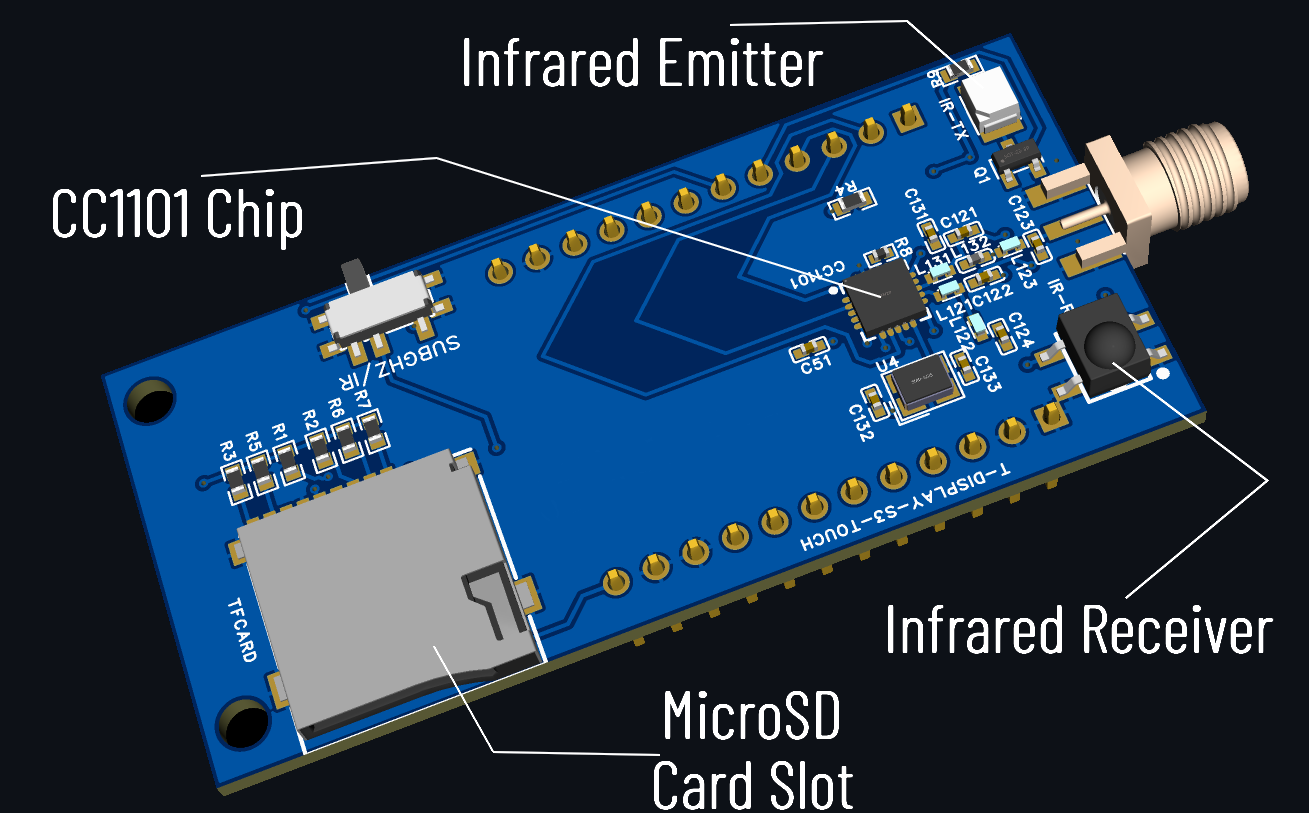 Infrared Emitter
CC1101 Chip
Infrared Receiver
MicroSD
Card Slot
R9
IR-TX
Q1
R4
C131
C121
C123
R8
L132
CC1101
L131
L123
L121
C122
IR-R
L122
C124
C51
U4
C133
C132
SUBGHZ/IR
R3
R5
R1
R2
R6
R7
TFCARD
T-DISPLAY-S3-TOUCH